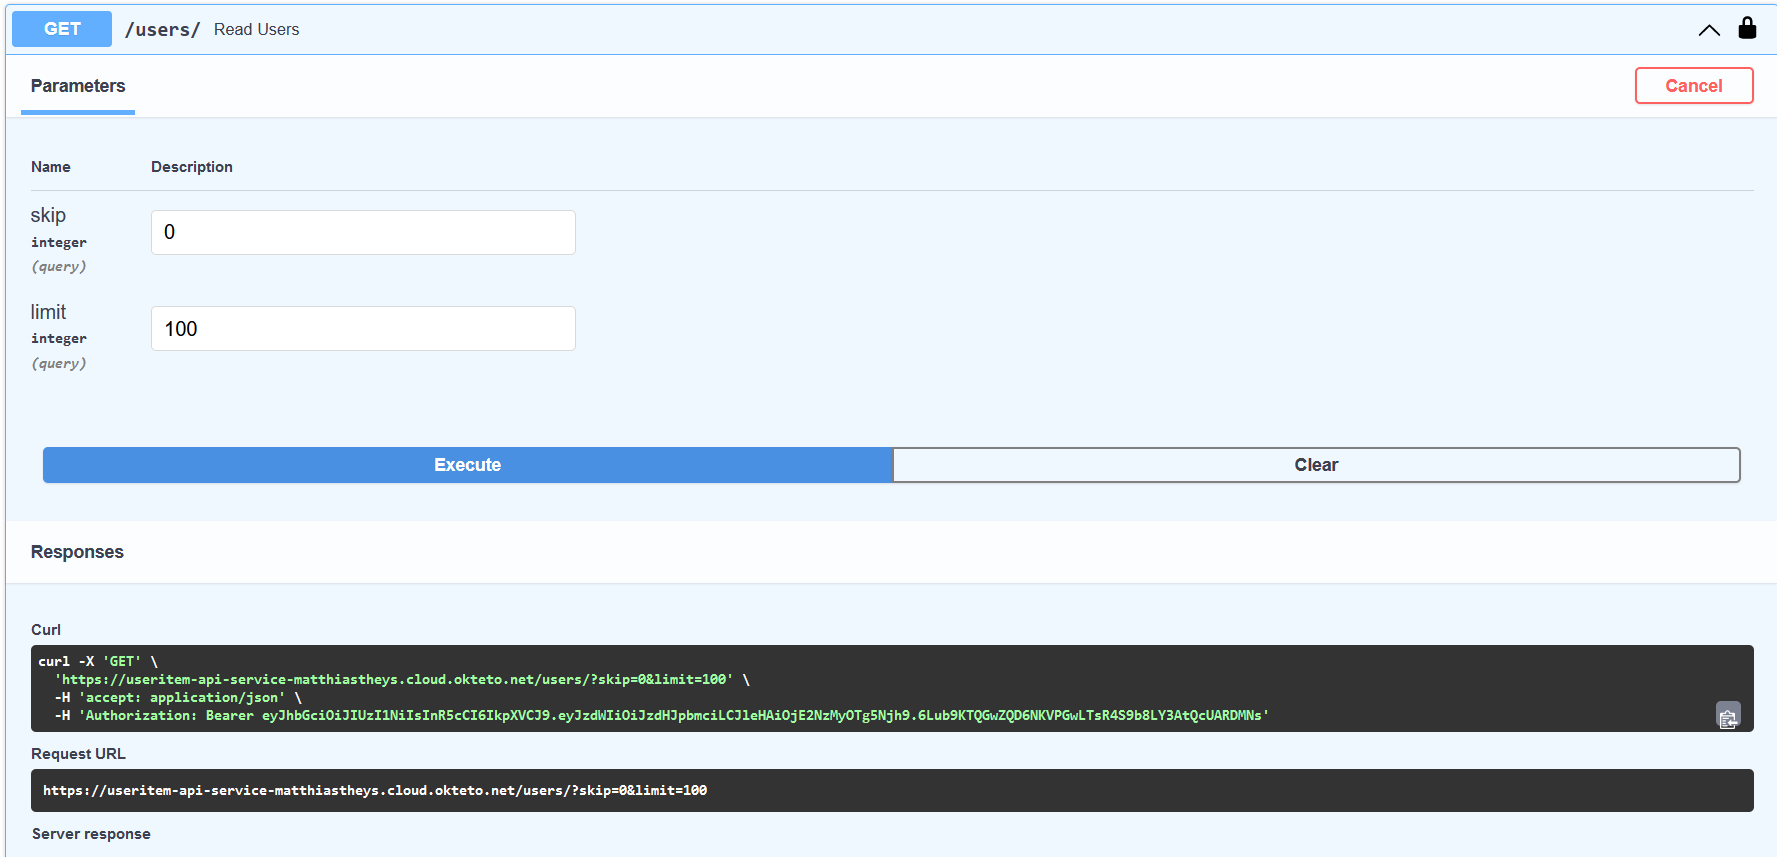 GET /users/ Read Users
Parameters
Cancel
Name Description
skip
integer
(query)
0
limit
integer
(query)
100
Execute Clear
Responses
Curl
curl -X 'GET' \
'https://useritem-api-service-matthiastheys.cloud.okteto.net/users/?skip=0&limit=100' \
-H 'accept: application/json' \
-H 'Authorization: Bearer eyJhbGciOiJIUzI1NiIsInR5cCI6IkpXVCJ9.eyJzdWIiOiJzdHJpbmciLCJleHAiOjE2NzMyOTg5Njh9.6Lub9KTQGwZQD6NKVPGwLTsR4S9b8LY3AtQcUARDMNs'
Request URL
https://useritem-api-service-matthiastheys.cloud.okteto.net/users/?skip=0&limit=100
Server response